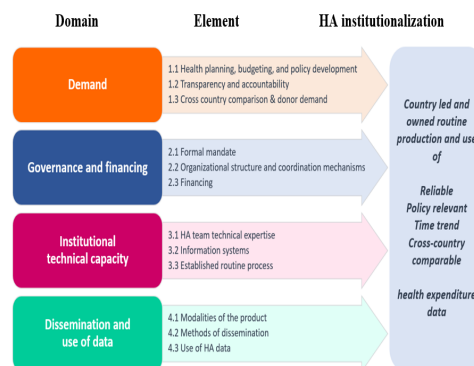 Domain
Element
HA institutionalization
Demand
1.1 Health planning, budgeting, and policy development
1.2 Transparency and accountability
1.3 Cross country comparison & donor demand
Governance and financing
2.1 Formal mandate
2.2 Organizational structure and coordination mechanisms
2.3 Financing
Institutional
technical capacity
3.1 HA team technical expertise
3.2 Information systems
3.3 Established routine process
Dissemination and
use of data
4.1 Modalities of the product
4.2 Methods of dissemination
4.3 Use of HA data
Country led and
owned routine
production and use
of
Reliable
Policy relevant
Time trend
Cross-country
comparable
health expenditure
data